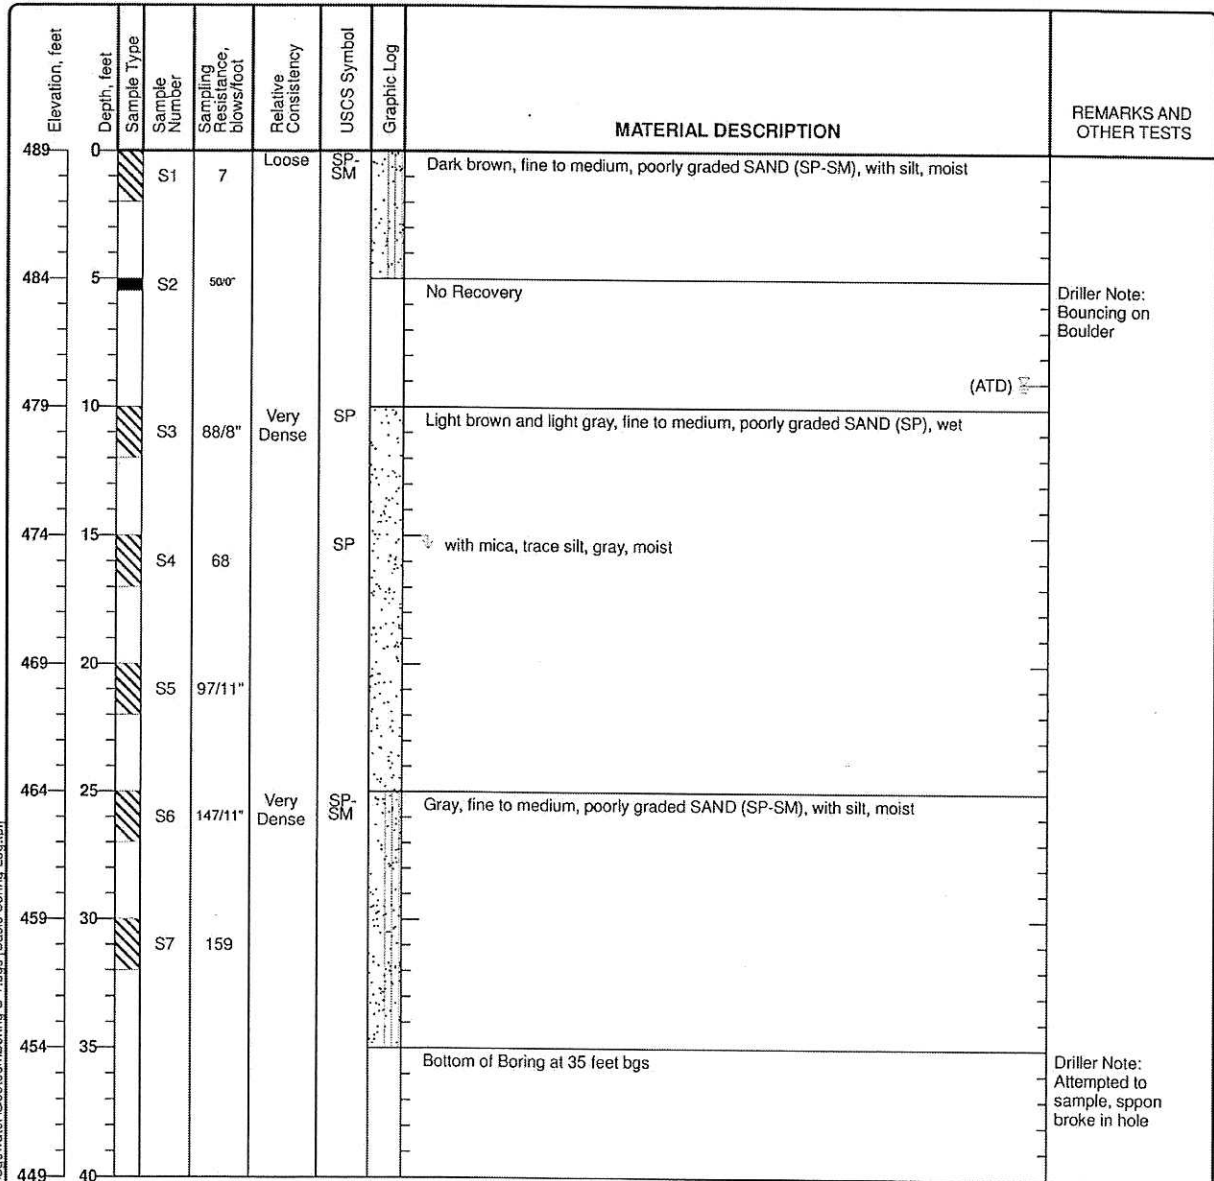 Elevation, feet
Depth, feet
Sample Type
Sample
Number
Sampling
Resistance,
blows/foot
Relative
Consistency
USCS Symbol
Graphic Log
MATERIAL DESCRIPTION
REMARKS AND
OTHER TESTS
489 0 Loose SP- Dark brown, fine to medium, poorly graded SAND (SP-SM), with silt, moist
S1 7 SM
484 5 S2 50/0" No Recovery Driller Note:
Bouncing on
Boulder
(ATD)
479 10 Very SP Light brown and light gray, fine to medium, poorly graded SAND (SP), wet
S3 88/8" Dense
474 15 SP with mica, trace silt, gray, moist
S4 68
469 20
S5 97/11"
464 25 Very SP- Gray, fine to medium, poorly graded SAND (SP-SM), with silt, moist
S6 147/11" Dense SM
459 30
S7 159
454 35 Bottom of Boring at 35 feet bgs Driller Note:
Attempted to
sample, sppon
broke in hole
449 40